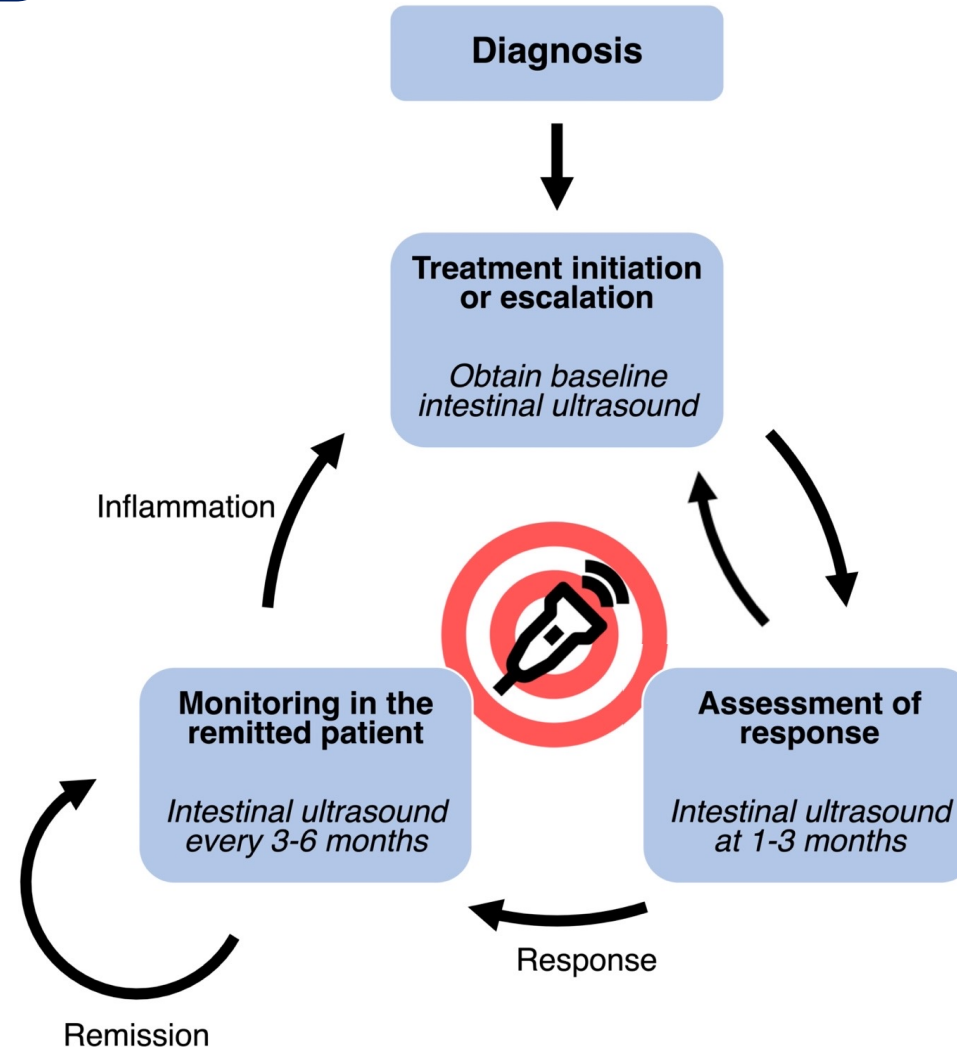 Diagnosis
Treatment initiation
or escalation
Obtain baseline
intestinal ultrasound
Inflammation
Monitoring in the
remitted patient
Intestinal ultrasound
every 3-6 months
Assessment of
response
Intestinal ultrasound
at 1-3 months
Response
Remission